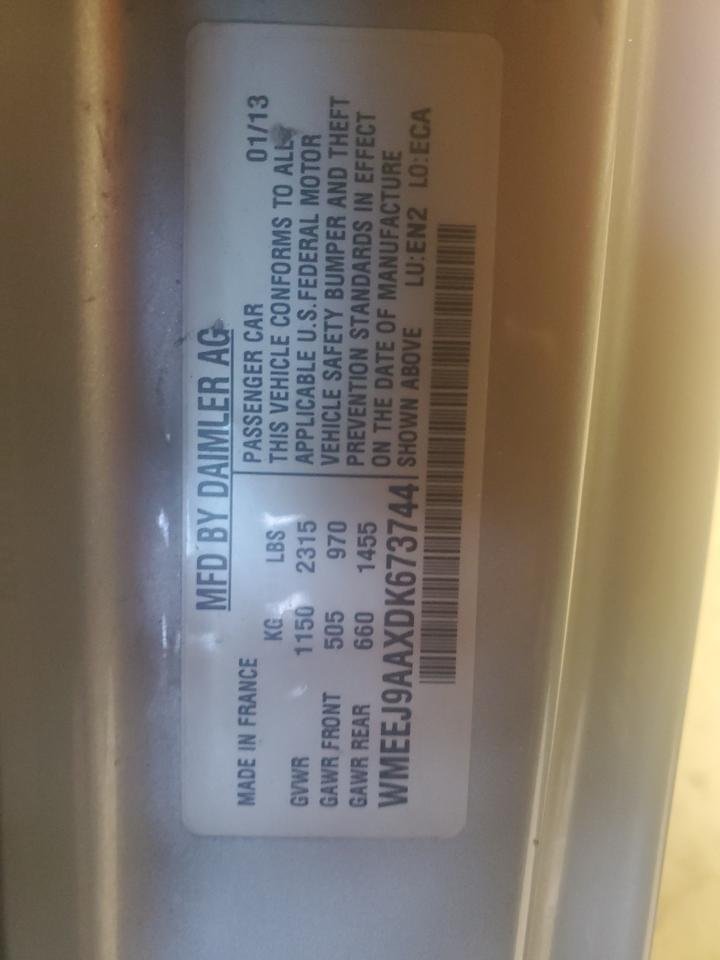 MFD BY DAIMLER AG
MADE IN FRANCE
KG LBS
GVWR 1150 2315
GAWR FRONT 505 970
GAWR REAR 660 1455
WMEEJ9AAXDK673744
PASSENGER CAR 01/13
THIS VEHICLE CONFORMS TO ALL
APPLICABLE U.S.FEDERAL MOTOR
VEHICLE SAFETY BUMPER AND THEFT
PREVENTION STANDARDS IN EFFECT
ON THE DATE OF MANUFACTURE
SHOWN ABOVE LU:EN2 LO:ECA